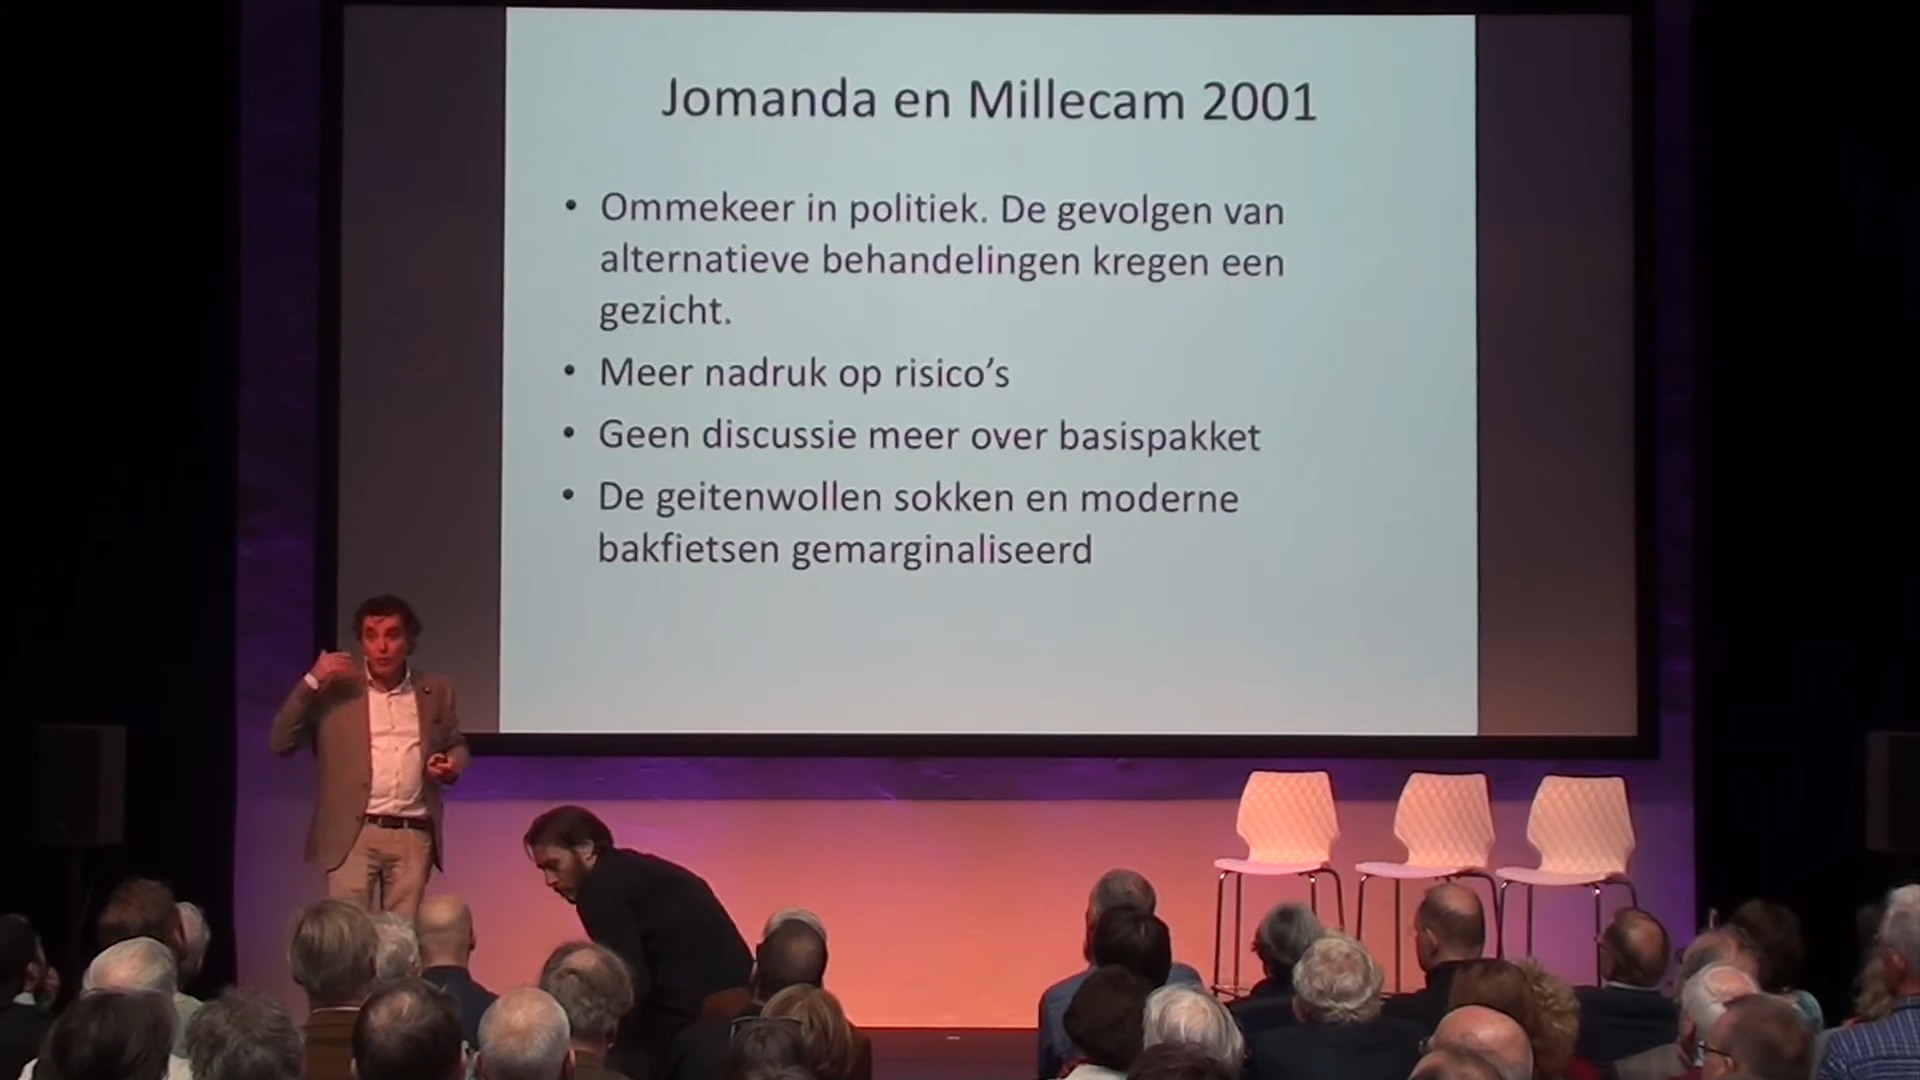 Jomanda en Millecam 2001
• Ommekeer in politiek. De gevolgen van
alternatieve behandelingen kregen een
gezicht.
• Meer nadruk op risico’s
• Geen discussie meer over basispakket
• De geitenwollen sokken en moderne
bakfietsen gemarginaliseerd